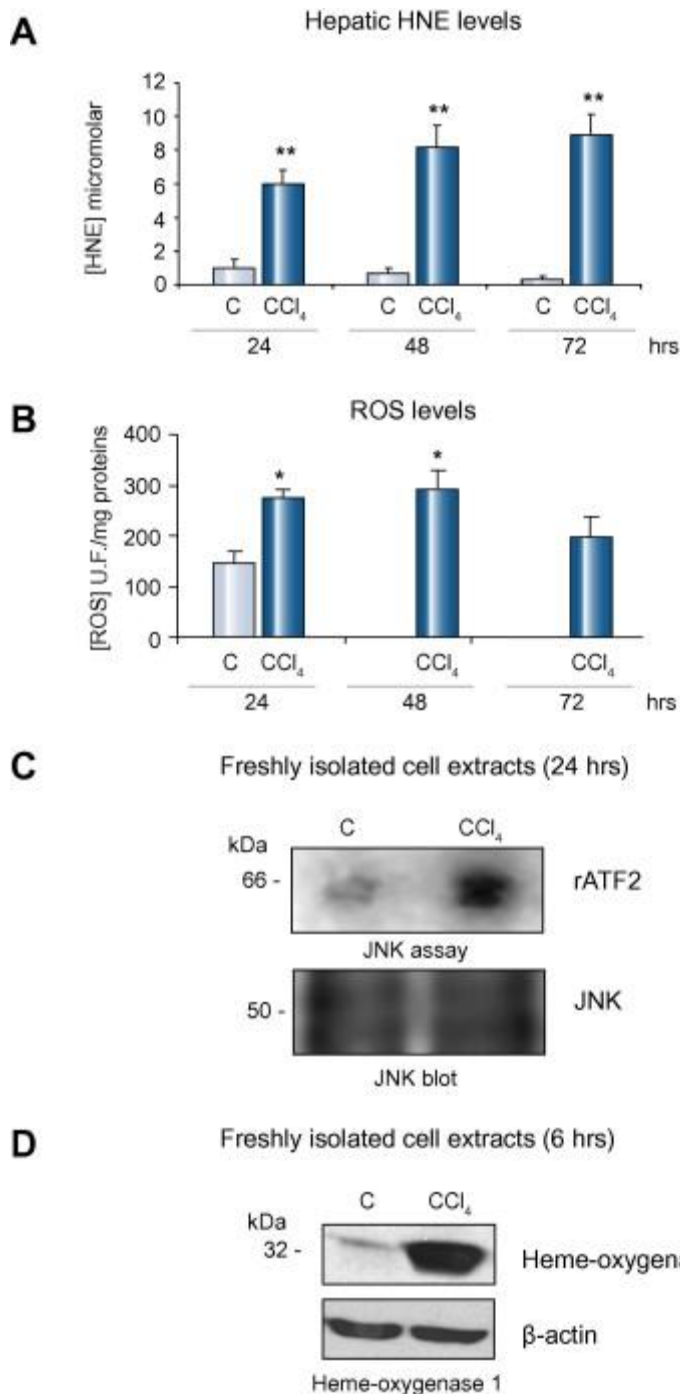 A
Hepatic HNE levels
[HNE] micromolar
12
10
8
6
4
2
0
** ** **
C CCl₄ C CCl₄ C CCl₄
24 48 72 hrs
B
ROS levels
[ROS] U.F./mg proteins
400
300
200
100
0
* *
C CCl₄ CCl₄ CCl₄
24 48 72 hrs
C
Freshly isolated cell extracts (24 hrs)
C CCl₄
kDa
66 - rATF2
JNK assay
50 - JNK
JNK blot
D
Freshly isolated cell extracts (6 hrs)
C CCl₄
kDa
32 - Heme-oxygena
β-actin
Heme-oxygenase 1